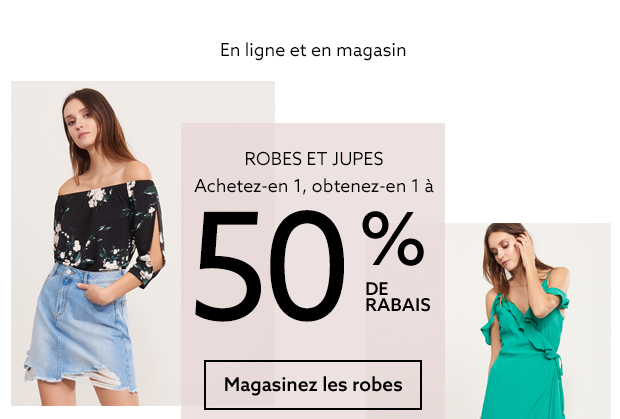 En ligne et en magasin
ROBES ET JUPES
Achetez-en 1, obtenez-en 1 à
50 %
DE
RABAIS
Magasinez les robes